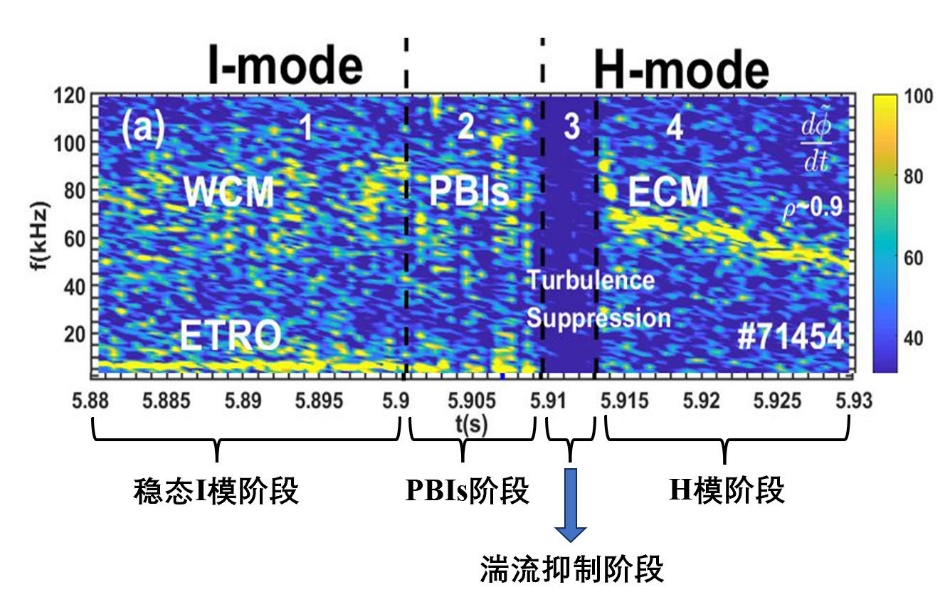 I-mode
H-mode
(a)
1
2
3
4
dφ̃
dt
WCM
PBIs
ECM
ρ~0.9
Turbulence
Suppression
ETRO
#71454
f(kHz)
120
100
80
60
40
20
100
80
60
40
5.88
5.885
5.89
5.895
5.9
5.905
5.91
5.915
5.92
5.925
5.93
t(s)
稳态I模阶段
PBIs阶段
H模阶段
湍流抑制阶段